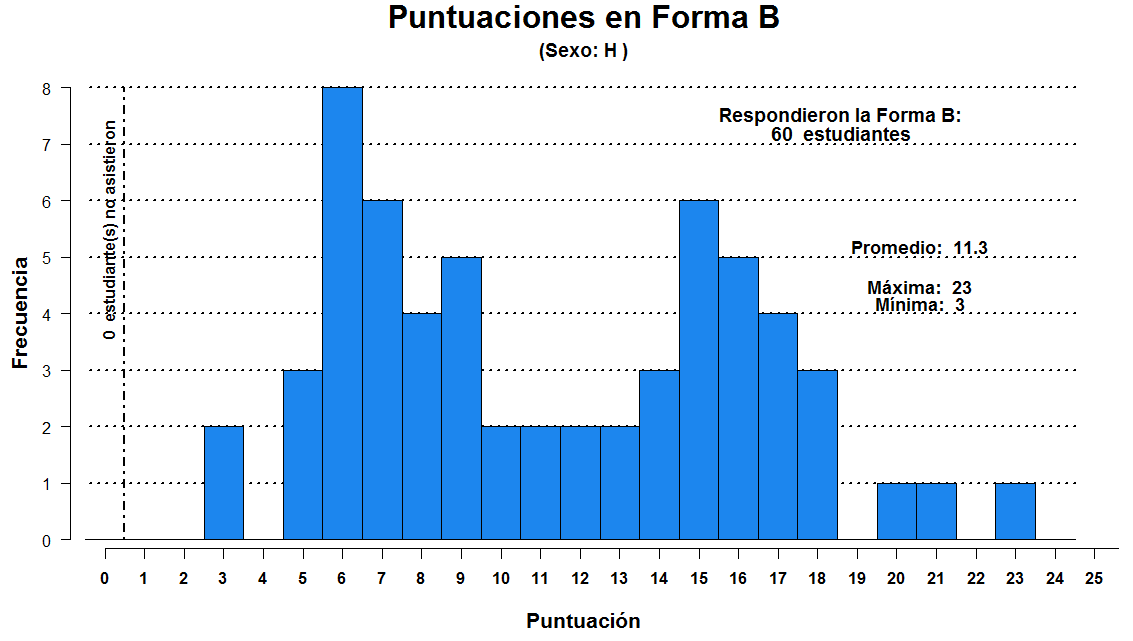 Puntuaciones en Forma B
(Sexo: H )
8
7
6
5
4
3
2
1
0
Frecuencia
0 estudiante(s) no asistieron
Respondieron la Forma B:
60 estudiantes
Promedio: 11.3
Máxima: 23
Mínima: 3
0 1 2 3 4 5 6 7 8 9 10 11 12 13 14 15 16 17 18 19 20 21 22 23 24 25
Puntuación